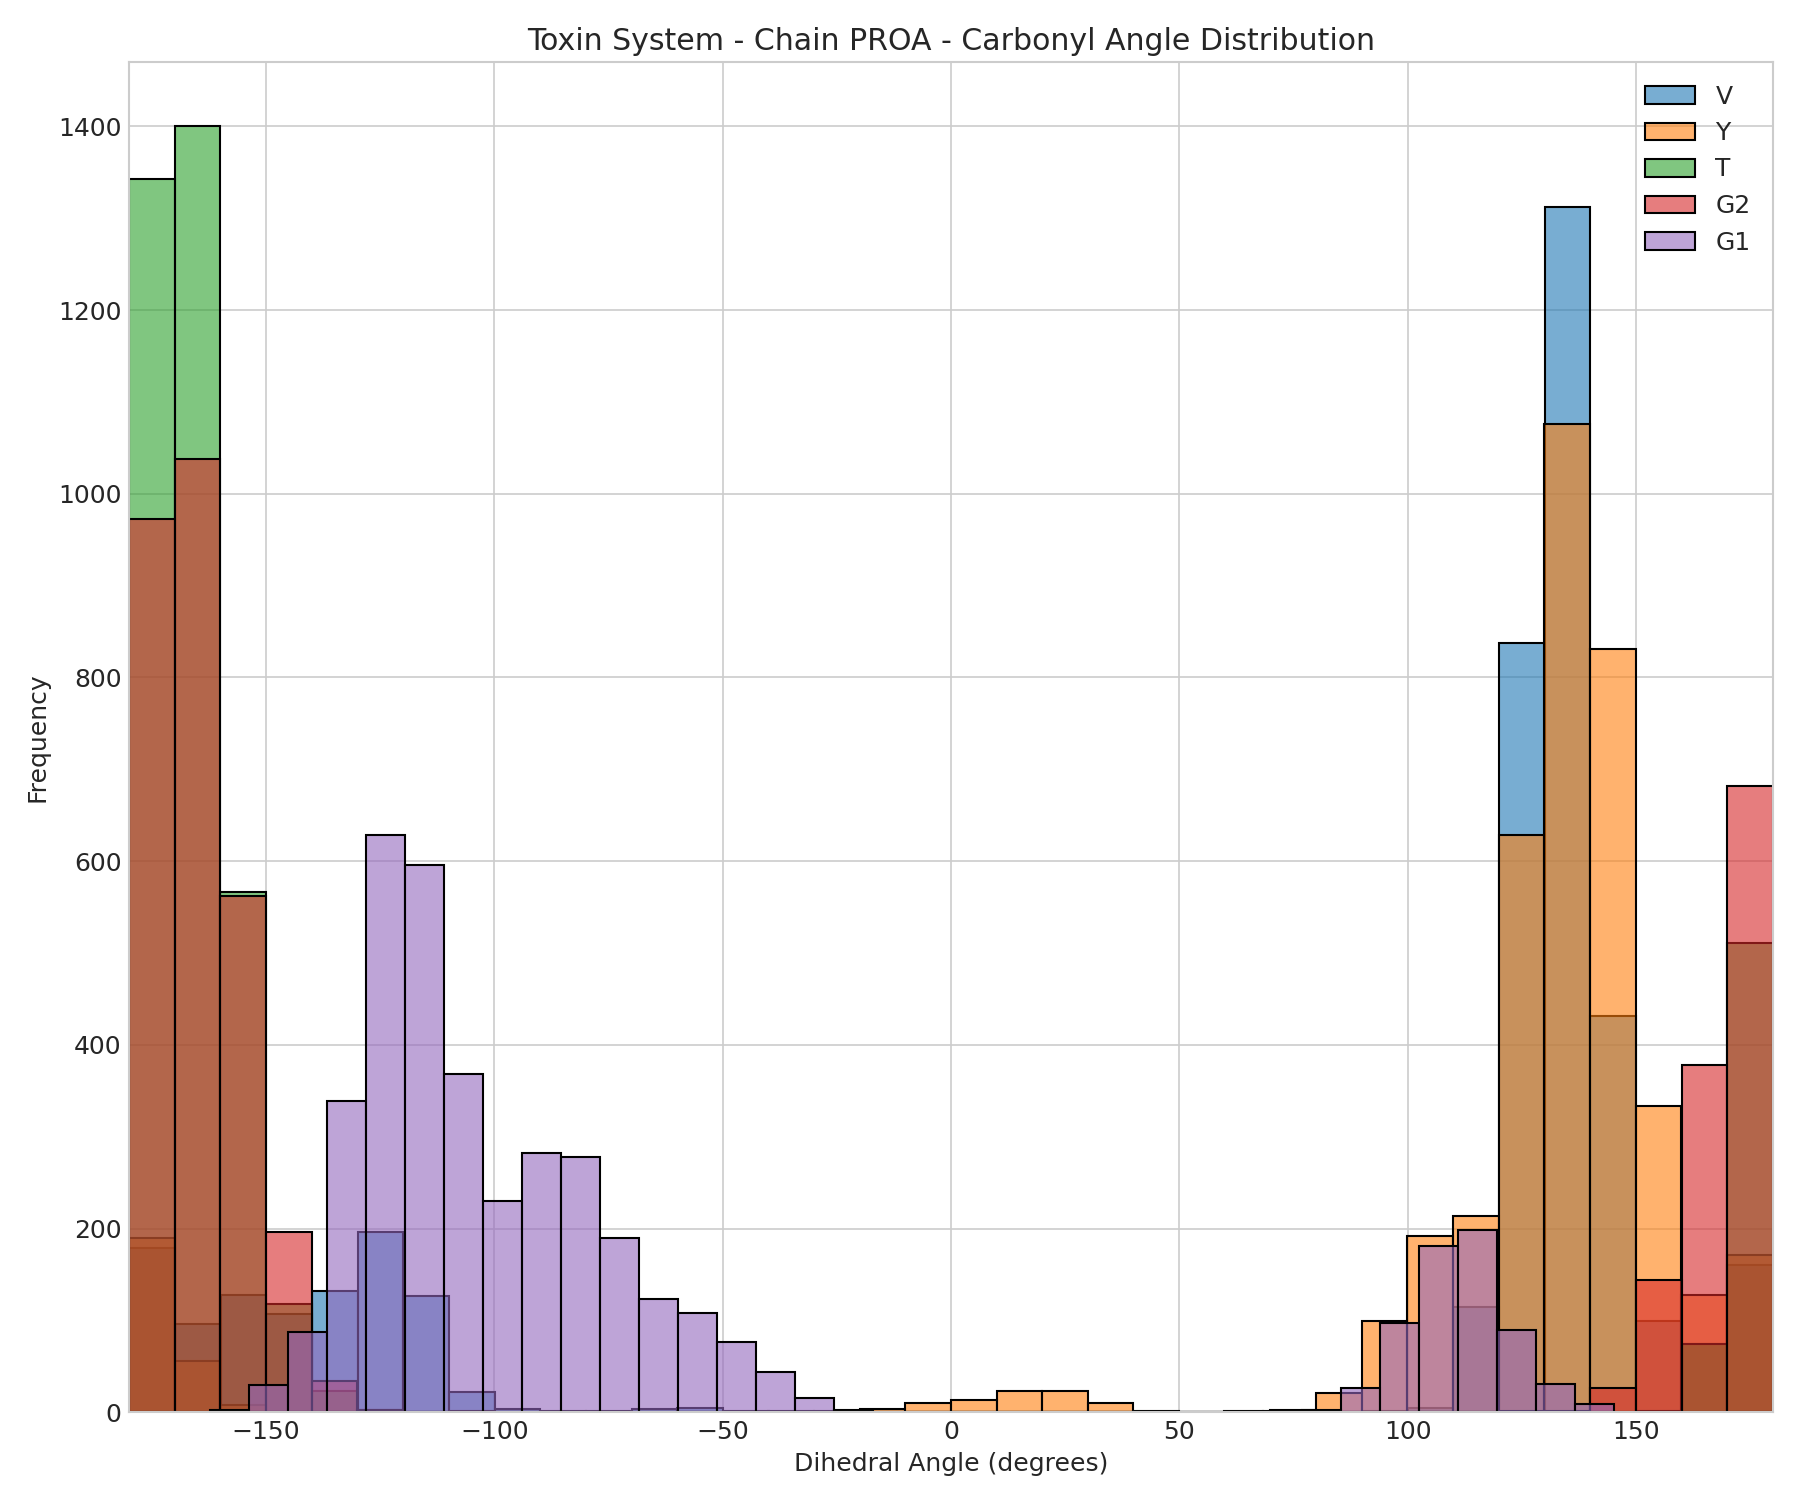 Toxin System - Chain PROA - Carbonyl Angle Distribution
V
Y
T
G2
G1
1400
1200
1000
800
600
400
200
0
Frequency
−150
−100
−50
0
50
100
150
Dihedral Angle (degrees)